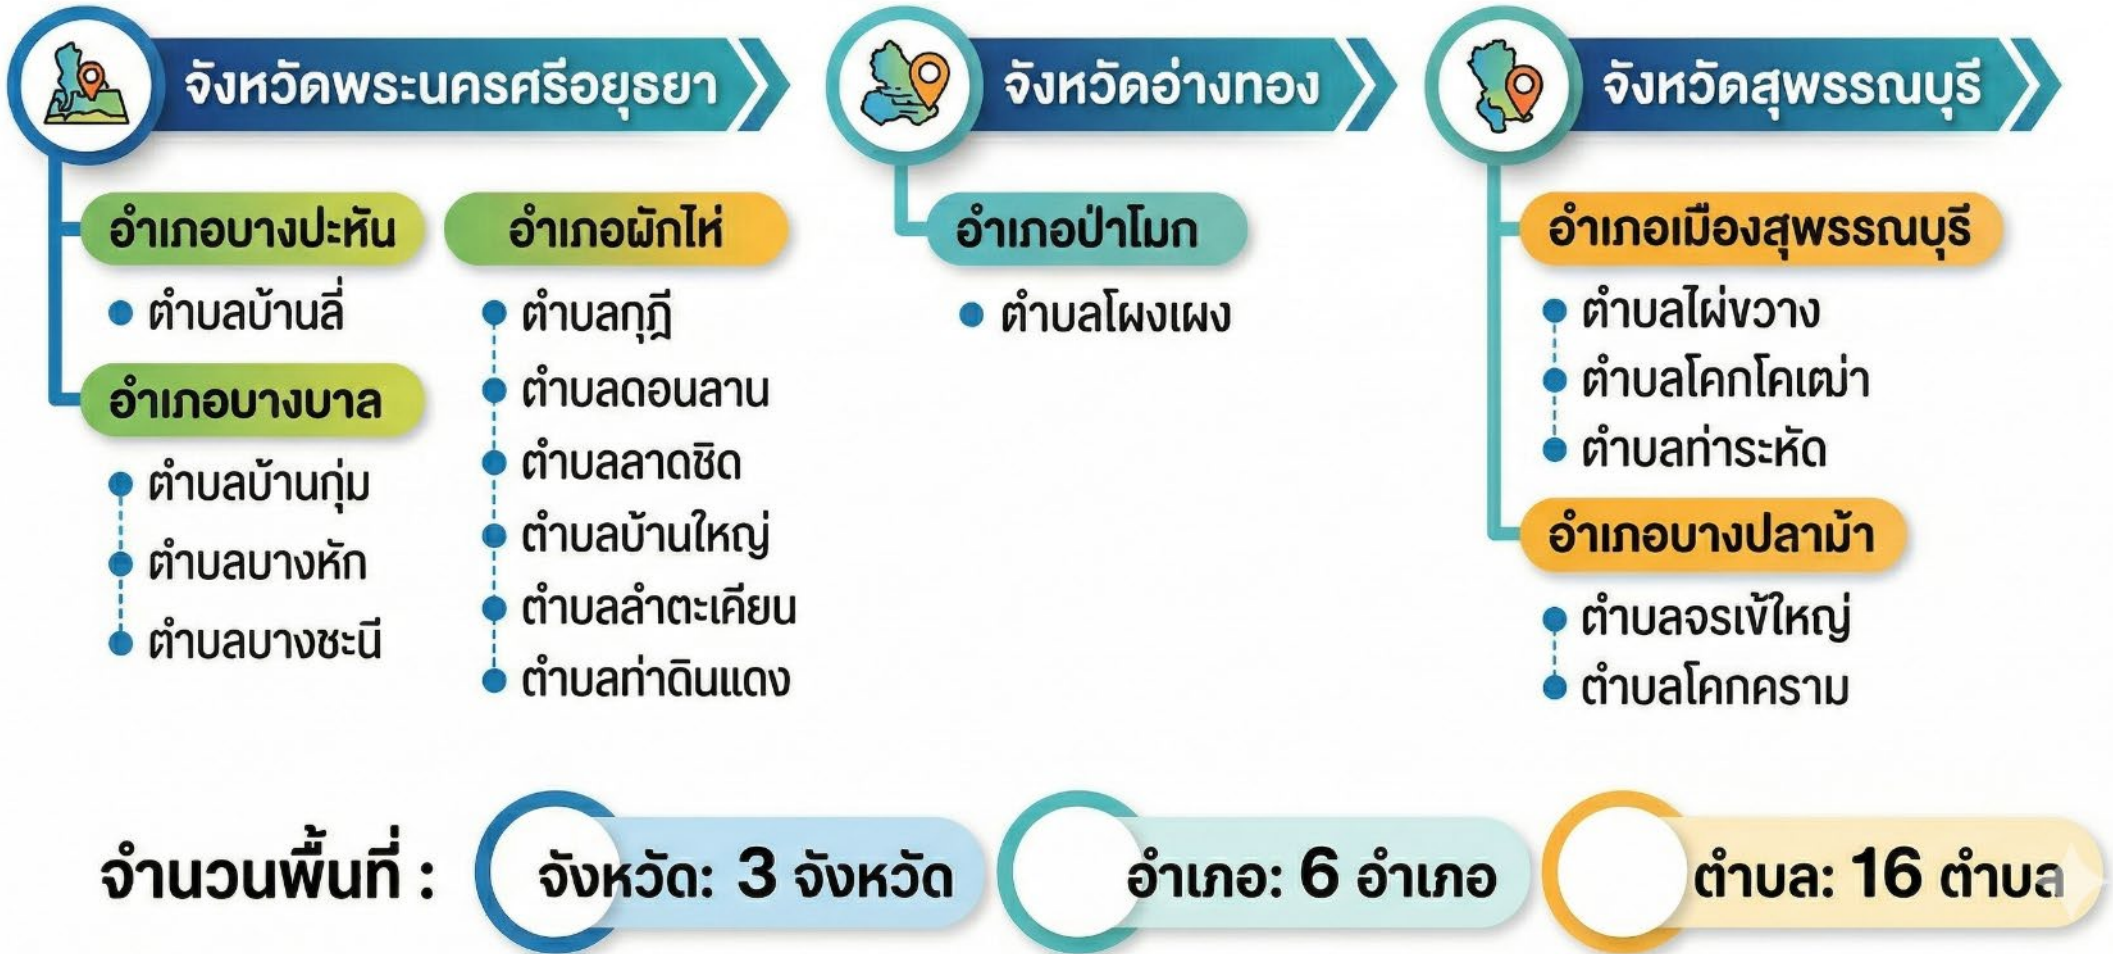 จังหวัดพระนครศรีอยุธยา
อำเภอบางปะหัน
ตำบลบ้านลี่
อำเภอบางบาล
ตำบลบ้านกุ่ม
ตำบลบางหัก
ตำบลบางชะนี
อำเภอผักไห่
ตำบลกุฎี
ตำบลดอนลาน
ตำบลลาดชิด
ตำบลบ้านใหญ่
ตำบลลำตะเคียน
ตำบลท่าดินแดง
จังหวัดอ่างทอง
อำเภอป่าโมก
ตำบลโผงเผง
จังหวัดสุพรรณบุรี
อำเภอเมืองสุพรรณบุรี
ตำบลไผ่ขวาง
ตำบลโคกโคเฒ่า
ตำบลท่าระหัด
อำเภอบางปลาม้า
ตำบลจรเข้ใหญ่
ตำบลโคกคราม
จำนวนพื้นที่ : จังหวัด: 3 จังหวัด อำเภอ: 6 อำเภอ ตำบล: 16 ตำบล